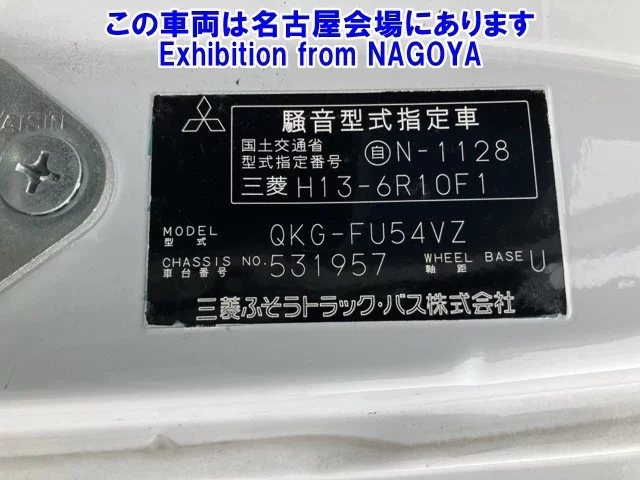 この車両は名古屋会場にあります
Exhibition from NAGOYA
AISIN
騒音型式指定車
国土交通省
型式指定番号 自 N-1128
三菱 H13-6R10F1
MODEL
型式 QKG-FU54VZ
CHASSIS NO. 531957 WHEEL BASE U
車台番号 軸距
三菱ふそうトラック・バス株式会社